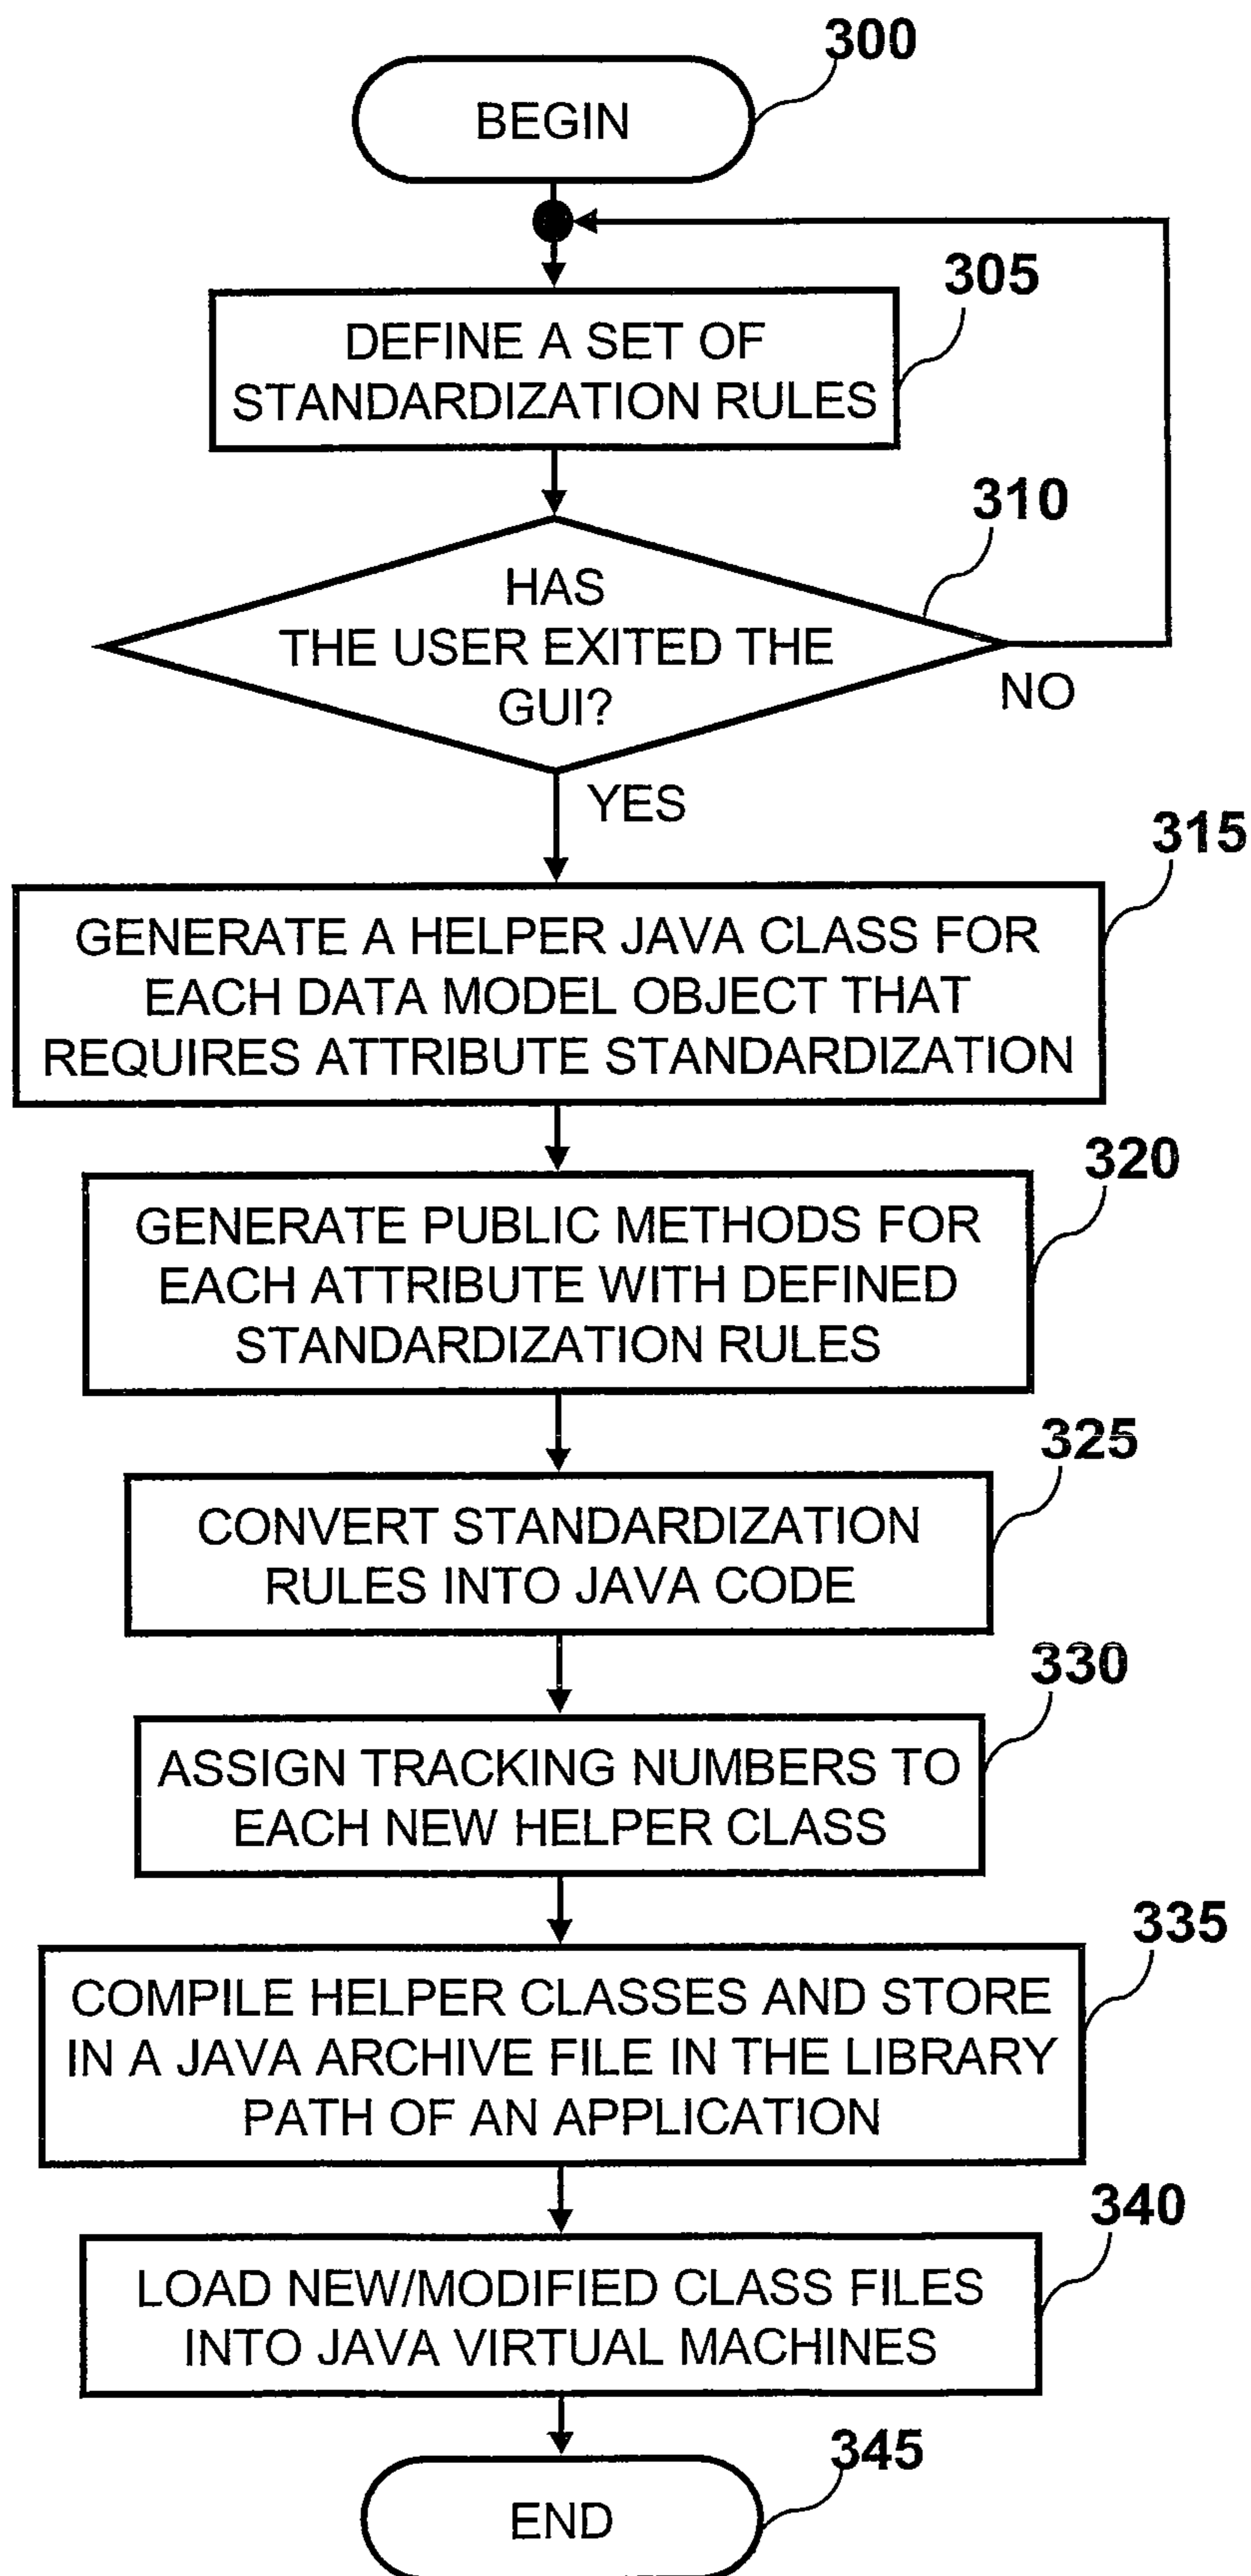 300
BEGIN
305
DEFINE A SET OF
STANDARDIZATION RULES
310
HAS
THE USER EXITED THE
GUI?
NO
YES
315
GENERATE A HELPER JAVA CLASS FOR
EACH DATA MODEL OBJECT THAT
REQUIRES ATTRIBUTE STANDARDIZATION
320
GENERATE PUBLIC METHODS FOR
EACH ATTRIBUTE WITH DEFINED
STANDARDIZATION RULES
325
CONVERT STANDARDIZATION
RULES INTO JAVA CODE
330
ASSIGN TRACKING NUMBERS TO
EACH NEW HELPER CLASS
335
COMPILE HELPER CLASSES AND STORE
IN A JAVA ARCHIVE FILE IN THE LIBRARY
PATH OF AN APPLICATION
340
LOAD NEW/MODIFIED CLASS FILES
INTO JAVA VIRTUAL MACHINES
345
END